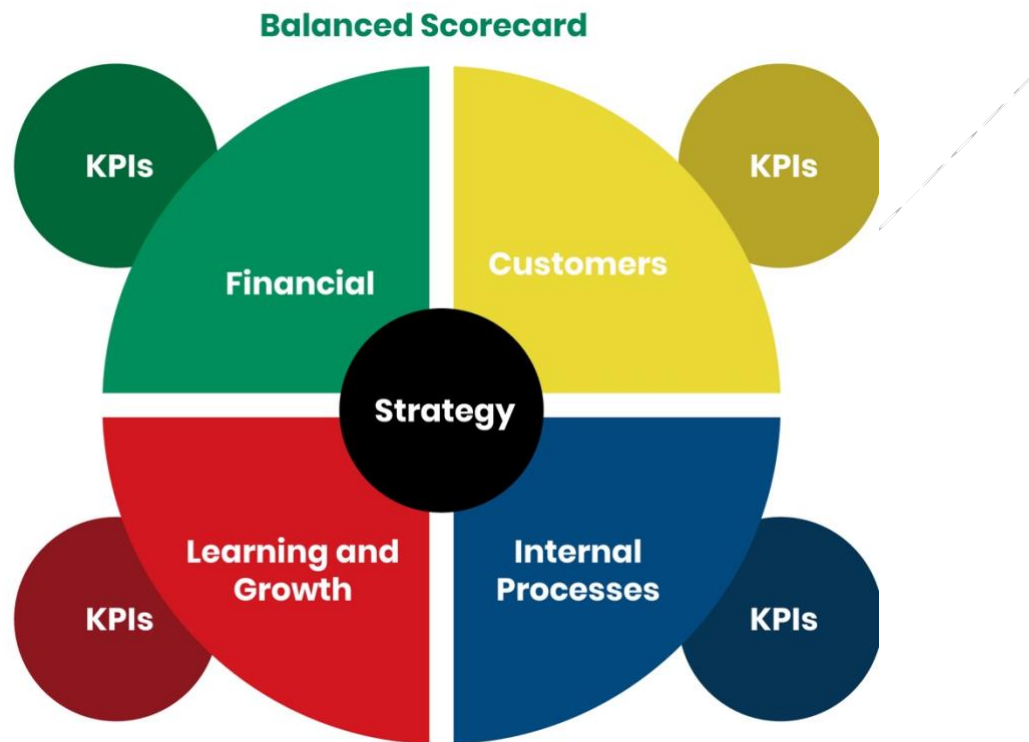 Balanced Scorecard
KPIs
KPIs
Financial
Customers
Strategy
Learning and
Growth
Internal
Processes
KPIs
KPIs